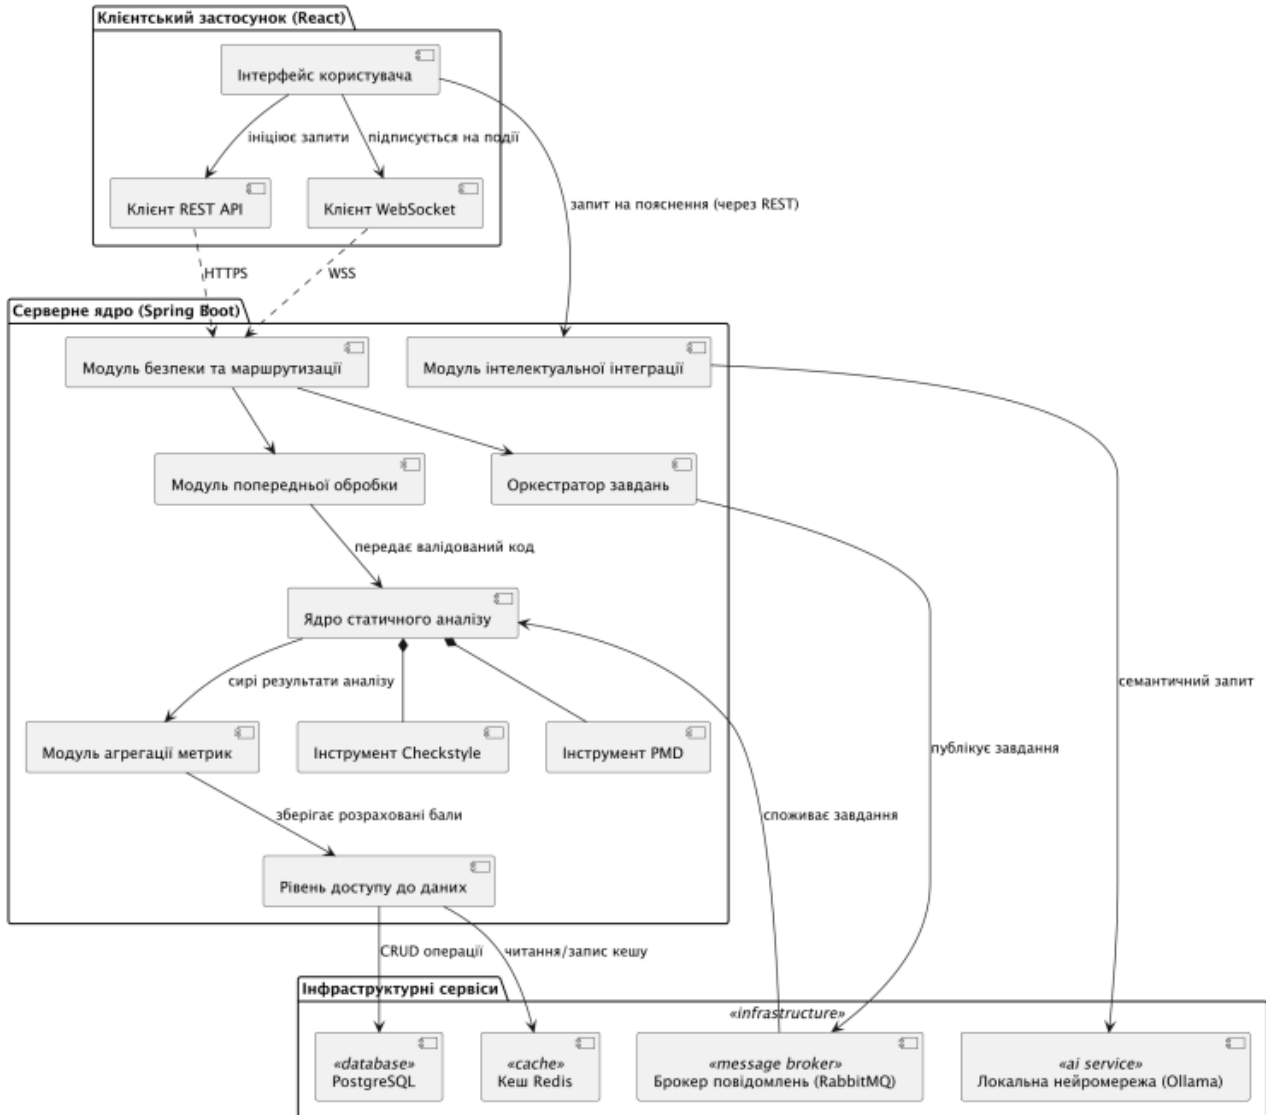 Клієнтський застосунок (React)
Інтерфейс користувача
ініціює запити
підписується на події
Клієнт REST API
Клієнт WebSocket
запит на пояснення (через REST)
HTTPS
WSS
Серверне ядро (Spring Boot)
Модуль безпеки та маршрутизації
Модуль інтелектуальної інтеграції
Модуль попередньої обробки
Оркестратор завдань
передає валідований код
Ядро статичного аналізу
сирі результати аналізу
семантичний запит
Модуль агрегації метрик
Інструмент Checkstyle
Інструмент PMD
публікує завдання
зберігає розраховані бали
споживає завдання
Рівень доступу до даних
CRUD операції
читання/запис кешу
Інфраструктурні сервіси
«infrastructure»
«database»
PostgreSQL
«cache»
Кеш Redis
«message broker»
Брокер повідомлень (RabbitMQ)
«ai service»
Локальна нейромережа (Ollama)